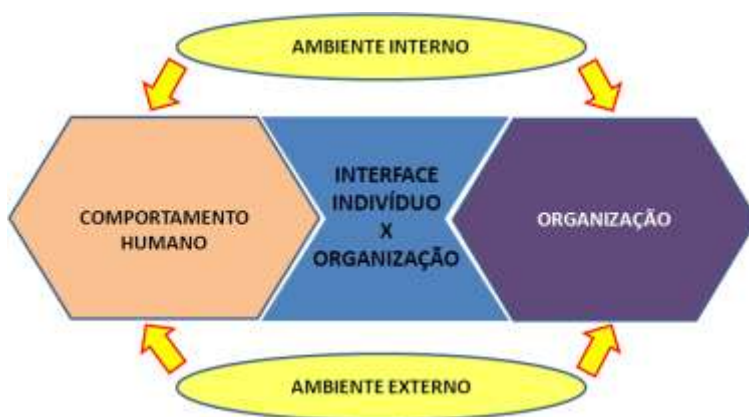 AMBIENTE INTERNO
COMPORTAMENTO
HUMANO
INTERFACE
INDIVÍDUO
X
ORGANIZAÇÃO
ORGANIZAÇÃO
AMBIENTE EXTERNO